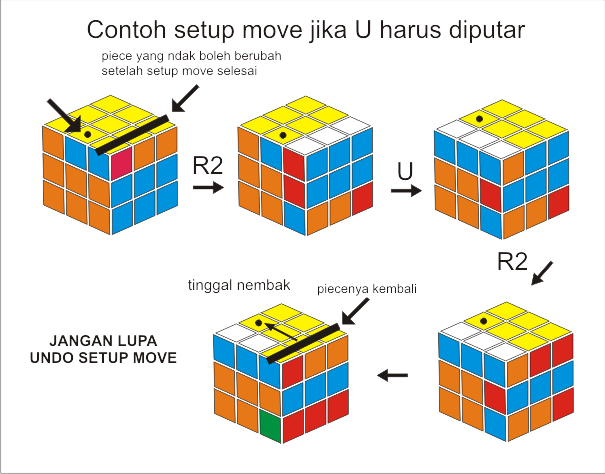 Contoh setup move jika U harus diputar
piece yang ndak boleh berubah
setelah setup move selesai
R2
U
R2
tinggal nembak
piecenya kembali
JANGAN LUPA
UNDO SETUP MOVE